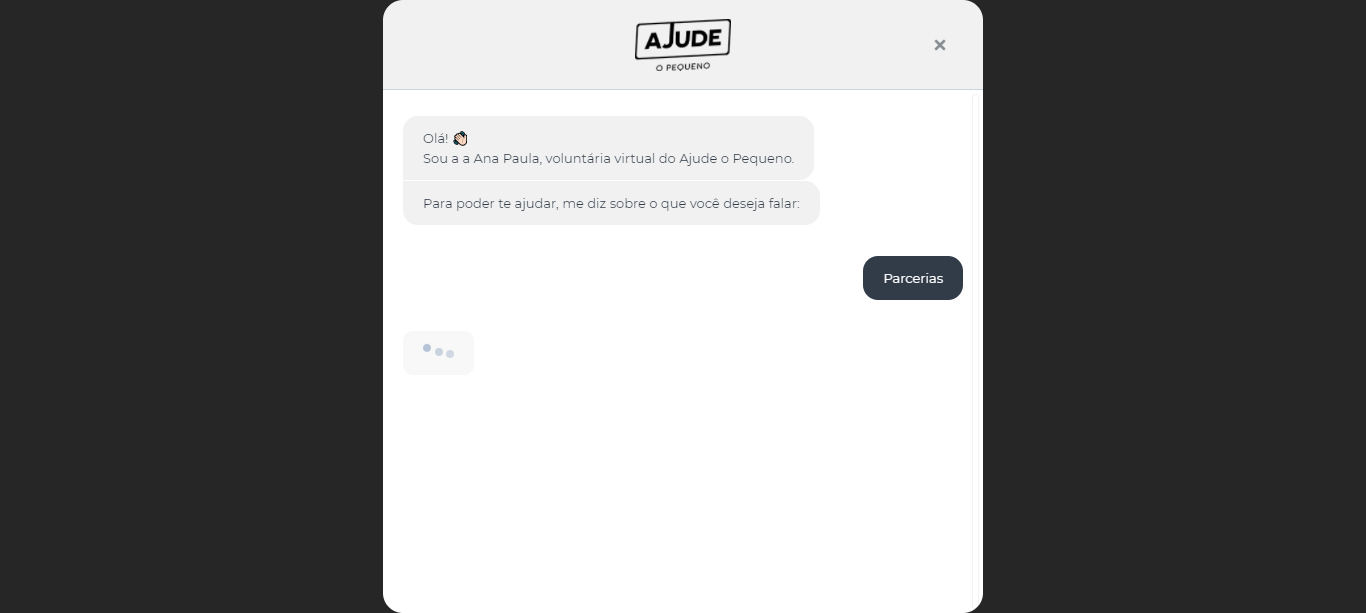 AJUDE
O PEQUENO
×
Olá! 👋🏻
Sou a a Ana Paula, voluntária virtual do Ajude o Pequeno.
Para poder te ajudar, me diz sobre o que você deseja falar:
Parcerias